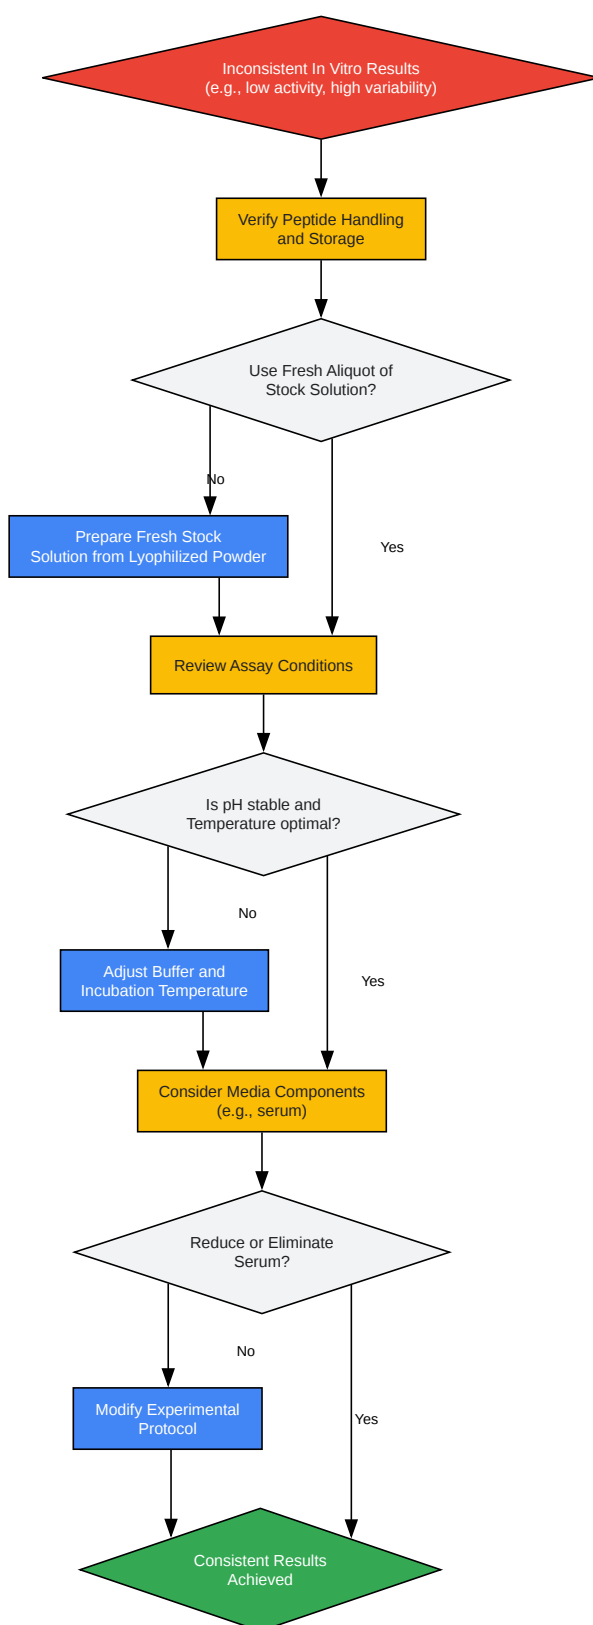 Inconsistent In Vitro Results
(e.g., low activity, high variability)
Verify Peptide Handling
and Storage
Use Fresh Aliquot of
Stock Solution?
No
Prepare Fresh Stock
Solution from Lyophilized Powder
Yes
Review Assay Conditions
Is pH stable and
Temperature optimal?
No
Adjust Buffer and
Incubation Temperature
Yes
Consider Media Components
(e.g., serum)
Reduce or Eliminate
Serum?
No
Modify Experimental
Protocol
Yes
Consistent Results
Achieved